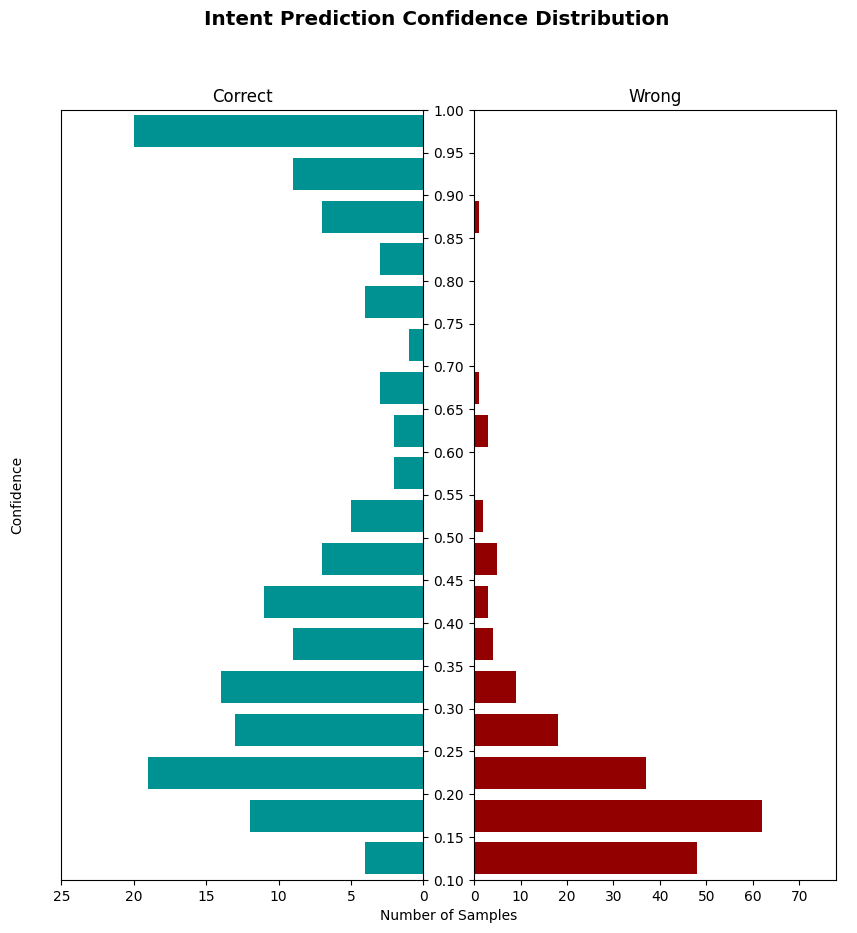 Intent Prediction Confidence Distribution
Correct
Wrong
1.00
0.95
0.90
0.85
0.80
0.75
0.70
0.65
0.60
0.55
0.50
0.45
0.40
0.35
0.30
0.25
0.20
0.15
0.10
Confidence
25 20 15 10 5 0
0 10 20 30 40 50 60 70
Number of Samples